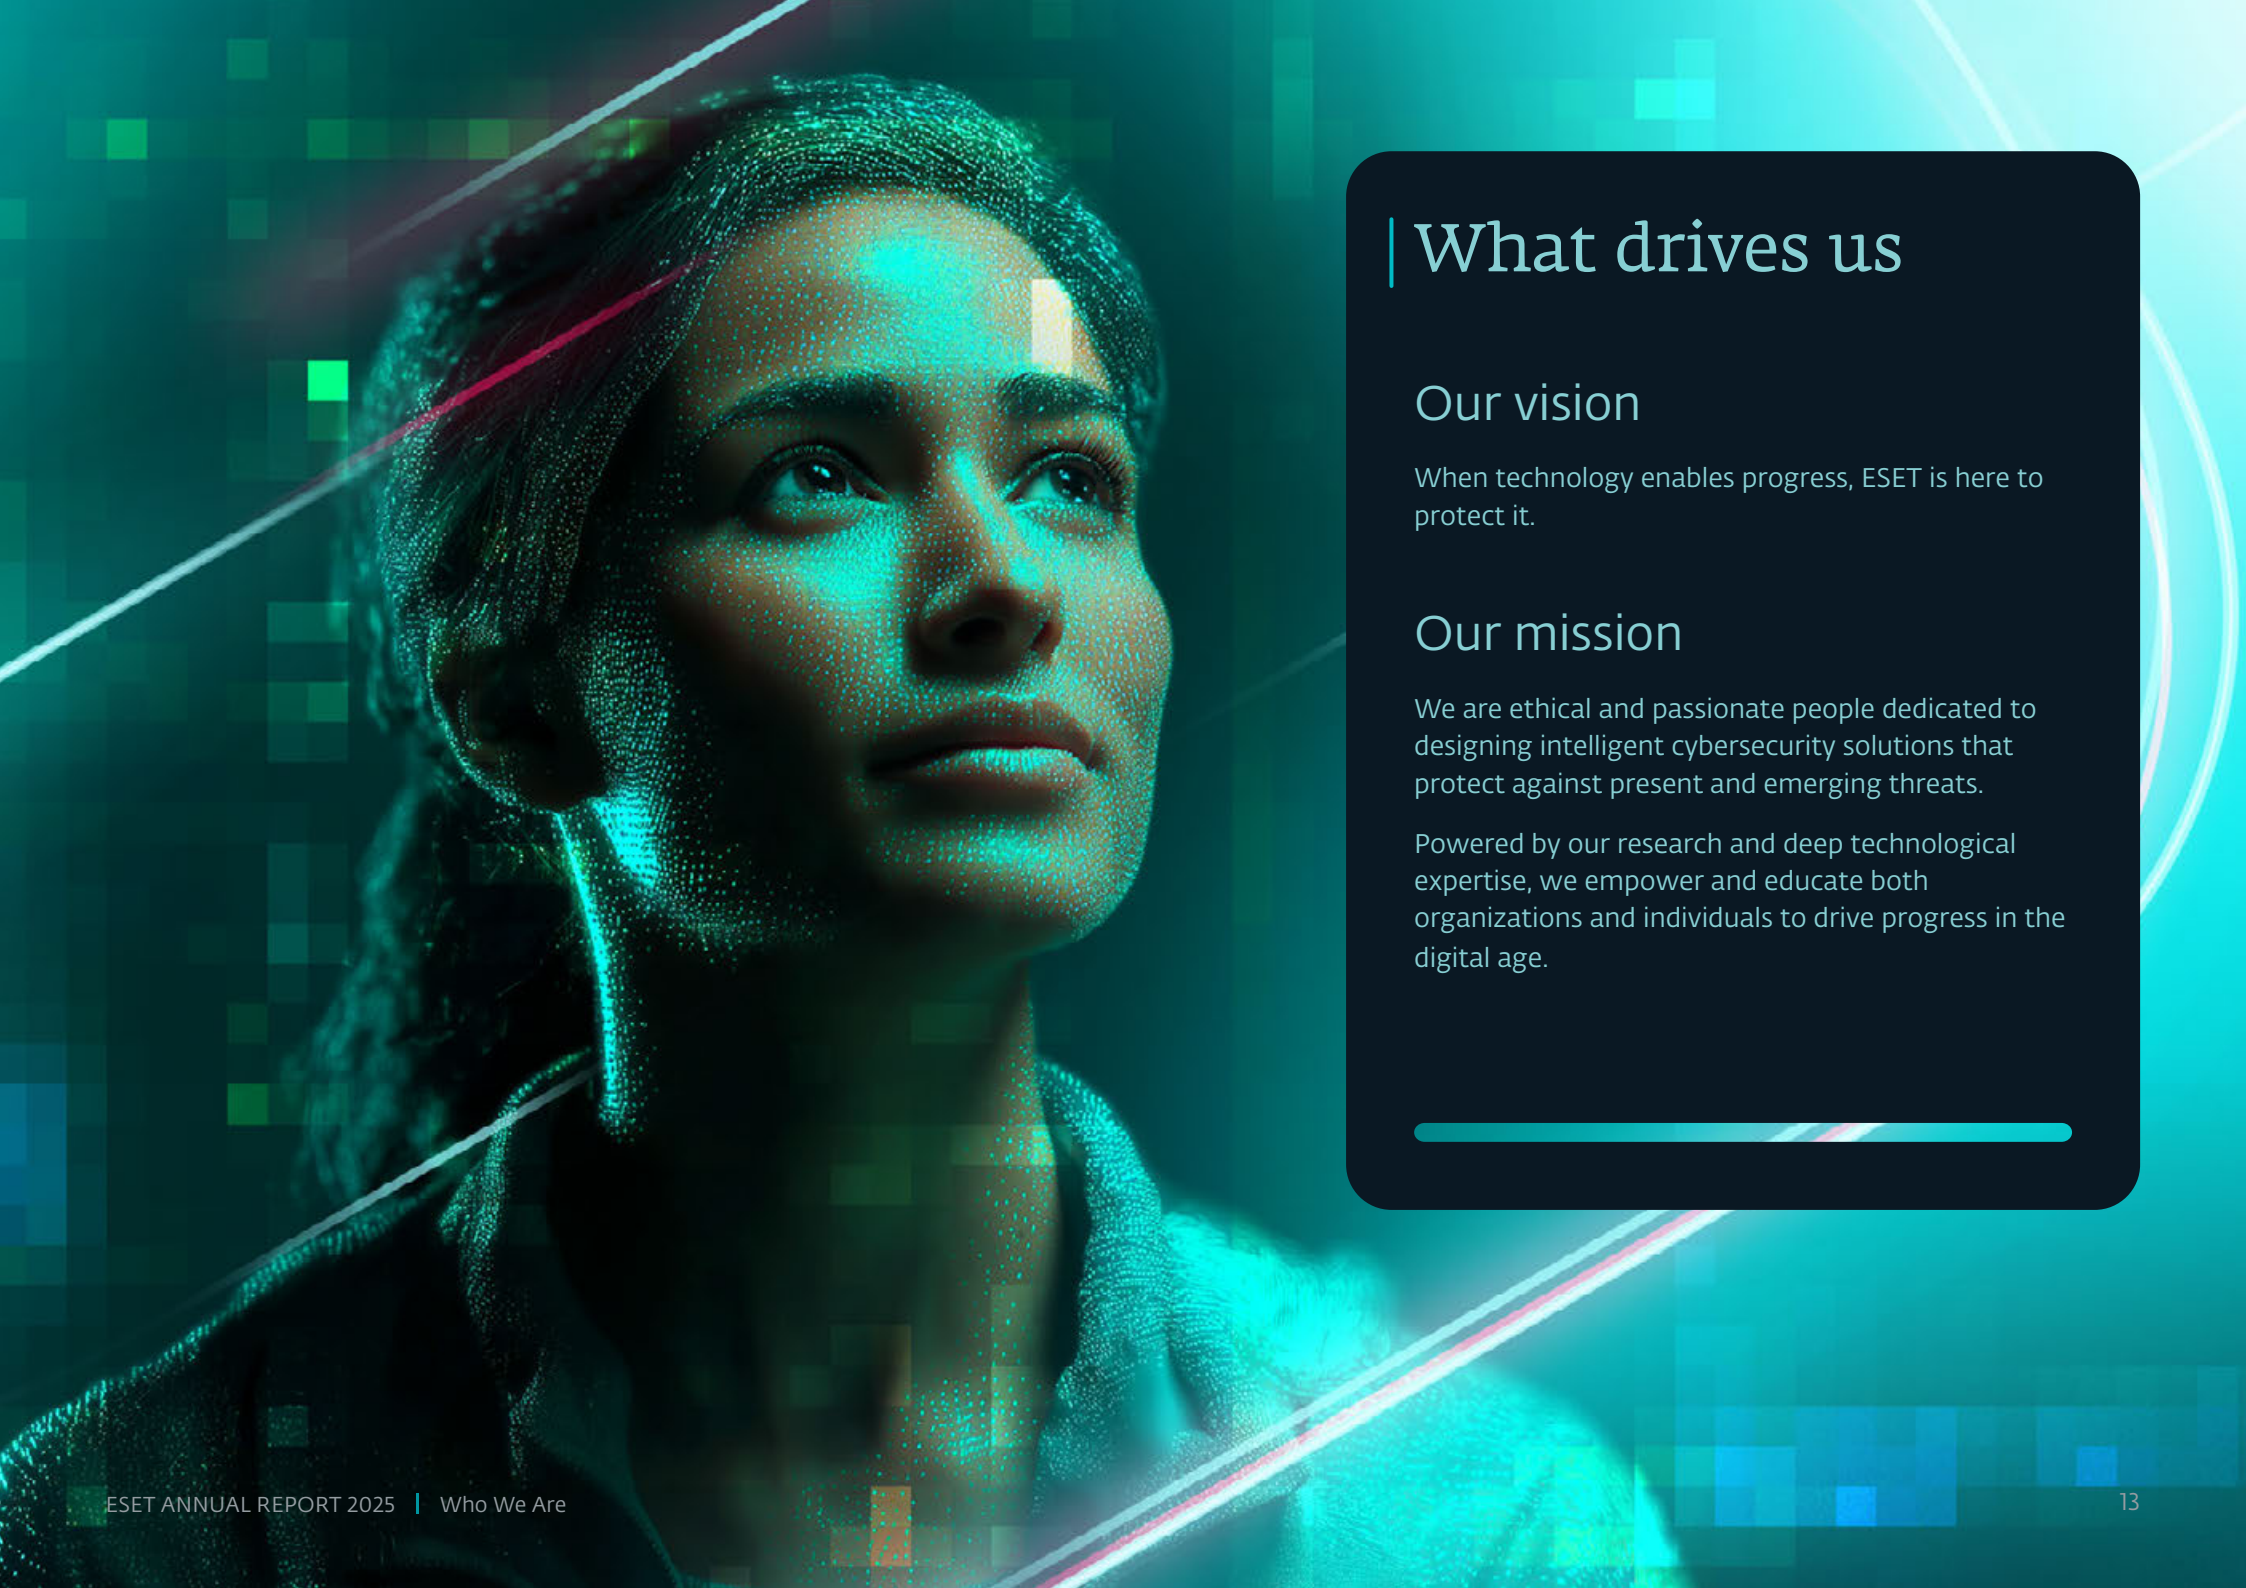 What drives us
Our vision
When technology enables progress, ESET is here to
protect it.
Our mission
We are ethical and passionate people dedicated to
designing intelligent cybersecurity solutions that
protect against present and emerging threats.
Powered by our research and deep technological
expertise, we empower and educate both
organizations and individuals to drive progress in the
digital age.
ESET ANNUAL REPORT 2025 | Who We Are
13